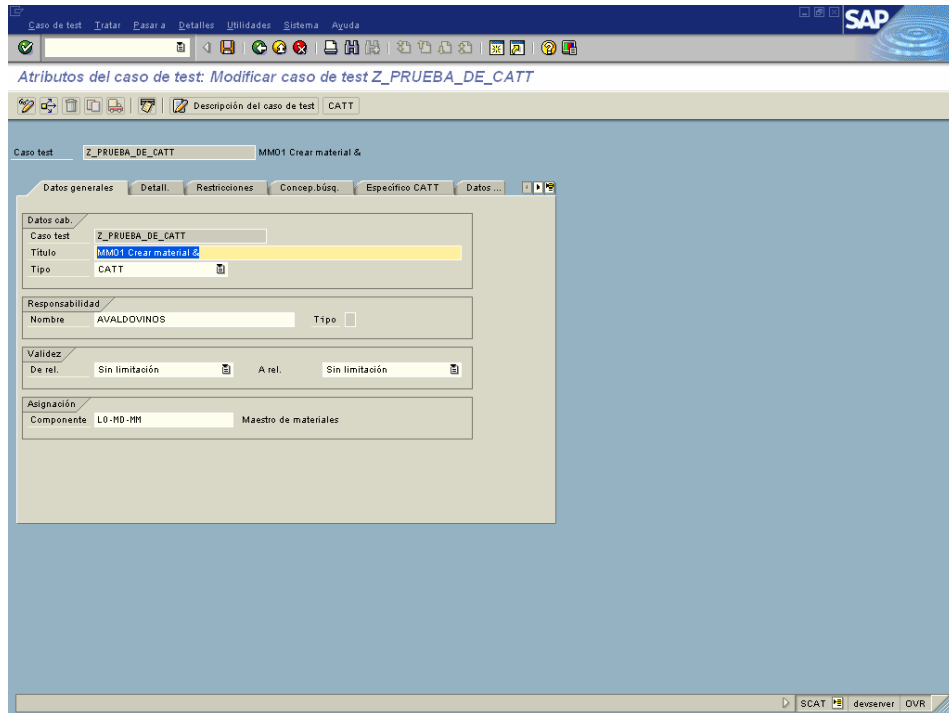 Caso de test Tratar Pasar a Detalles Utilidades Sistema Ayuda
SAP
Atributos del caso de test: Modificar caso de test Z_PRUEBA_DE_CATT
Descripción del caso de test CATT
Caso test Z_PRUEBA_DE_CATT MM01 Crear material &
Datos generales Detall. Restricciones Concep.búsq. Específico CATT Datos ...
Datos cab.
Caso test Z_PRUEBA_DE_CATT
Título MM01 Crear material &
Tipo CATT
Responsabilidad
Nombre AVALDOVINOS Tipo
Validez
De rel. Sin limitación A rel. Sin limitación
Asignación
Componente LO-MD-MM Maestro de materiales
SCAT devserver OVR